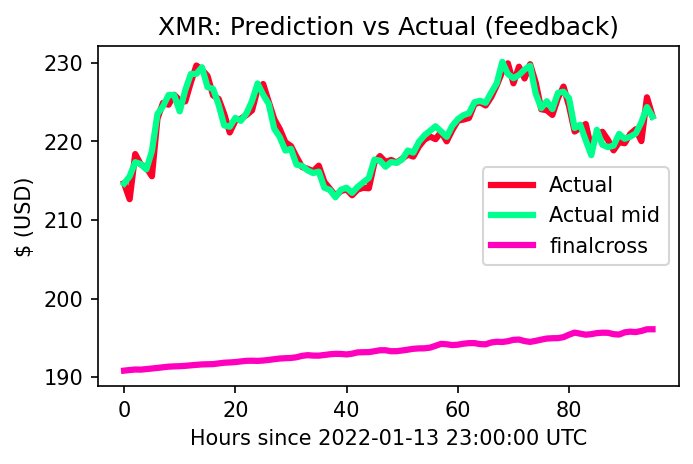 XMR: Prediction vs Actual (feedback)
230
220
210
200
190
$ (USD)
Actual
Actual mid
finalcross
0 20 40 60 80
Hours since 2022-01-13 23:00:00 UTC